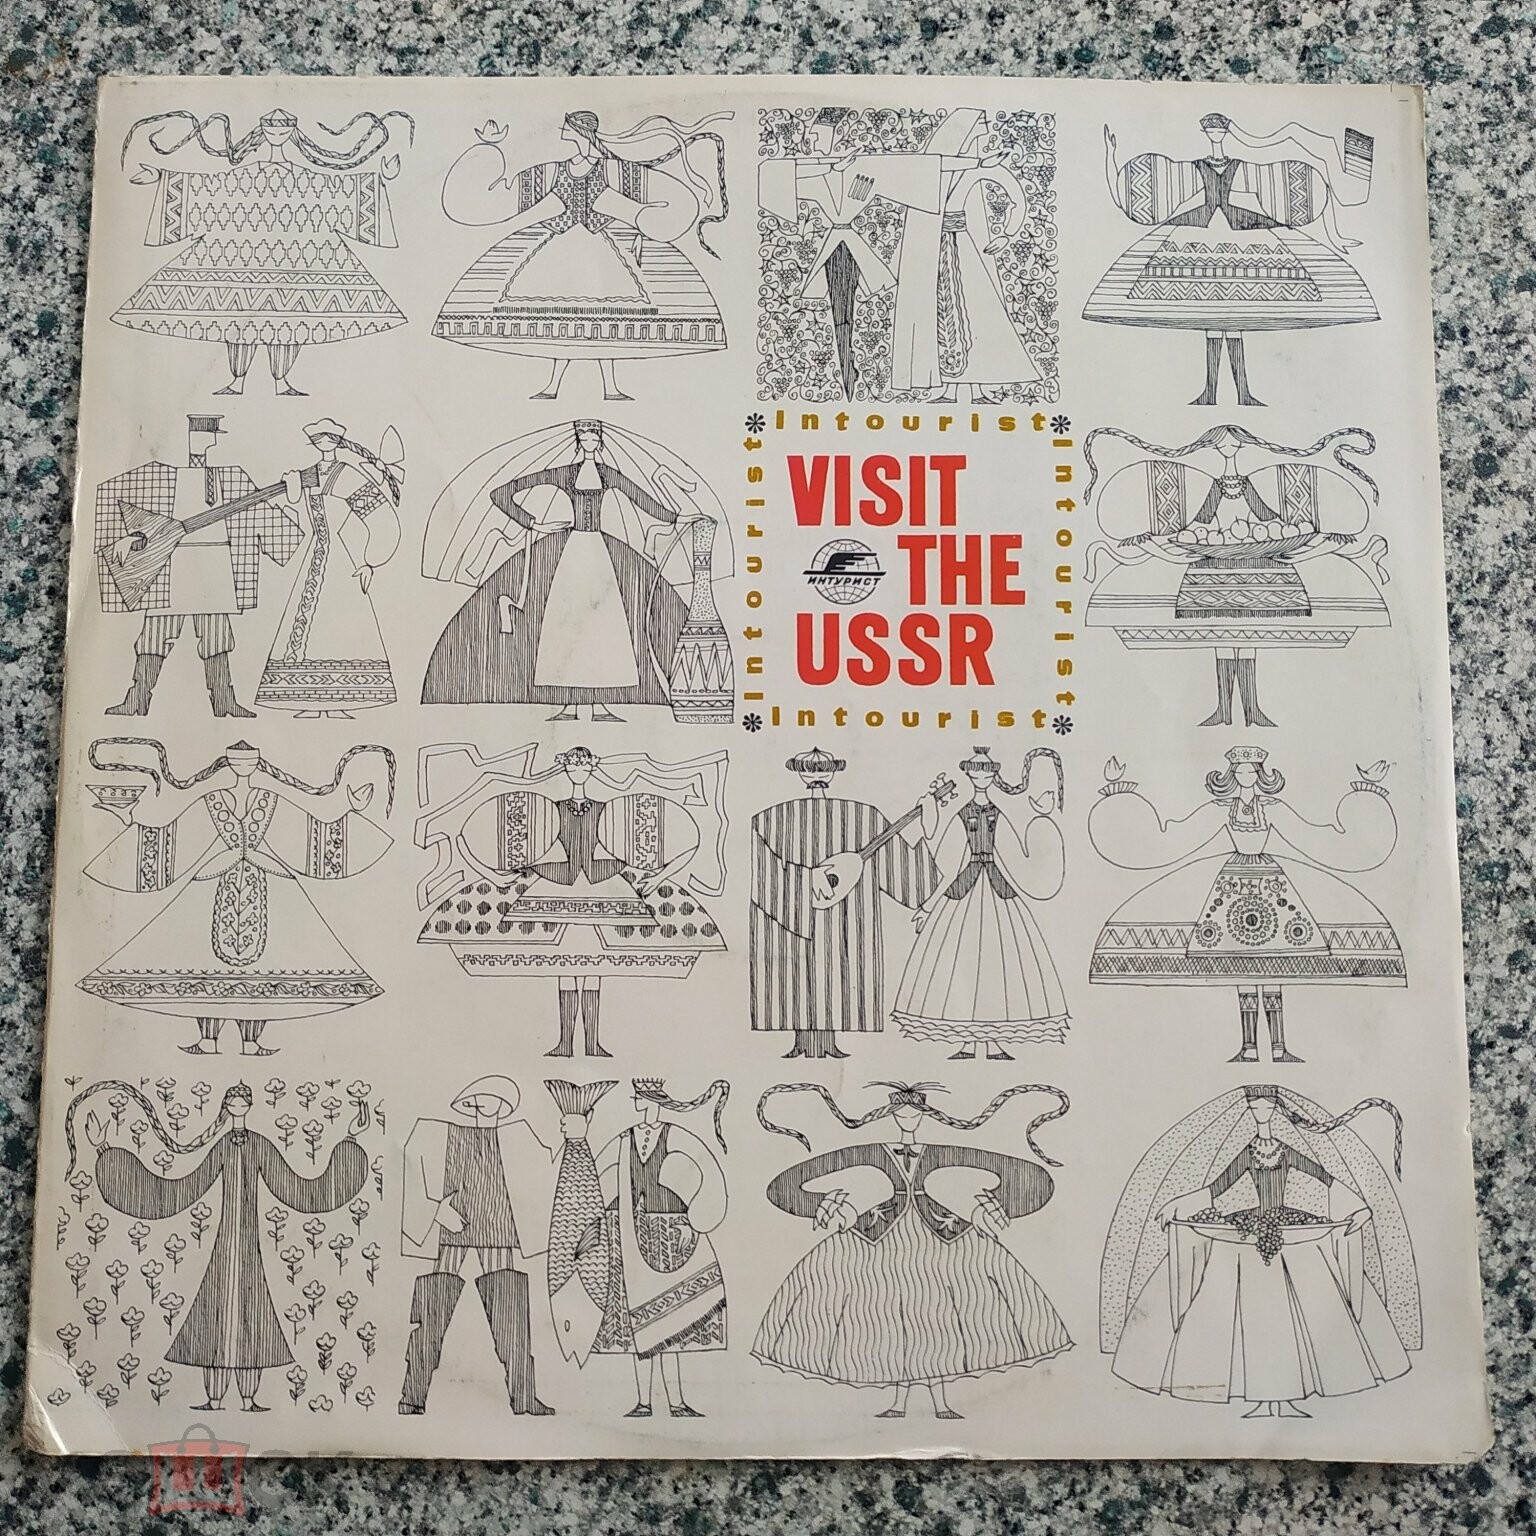 Intourist
Intourist
VISIT
THE
ИНТУРИСТ
USSR
Intourist
Intourist